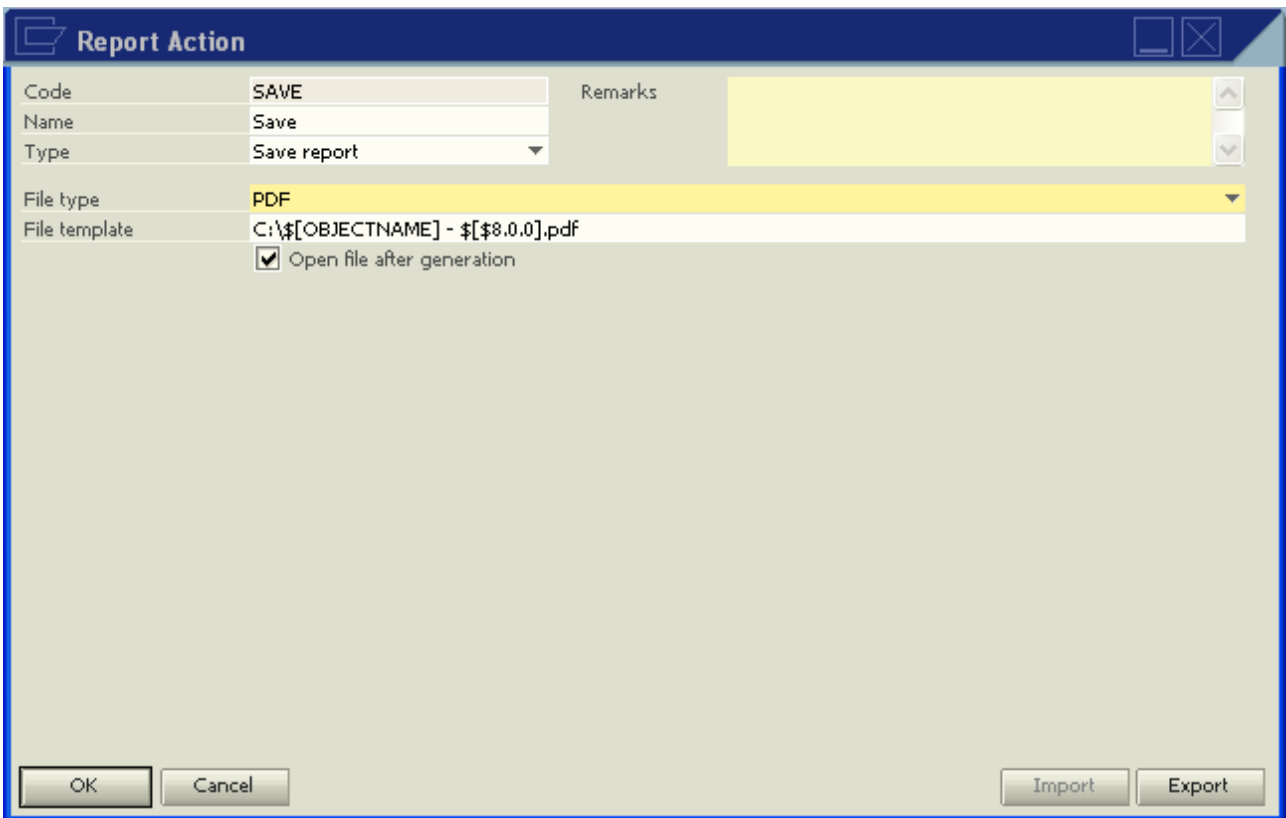 Report Action
Code SAVE Remarks
Name Save
Type Save report
File type PDF
File template C:\$[OBJECTNAME] - $[$8.0.0].pdf
Open file after generation
OK Cancel Import Export